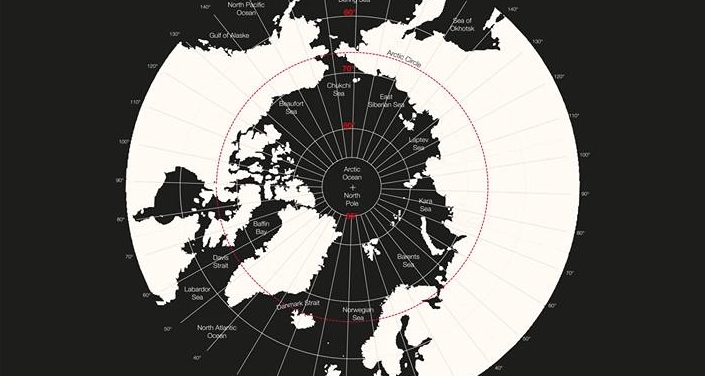 140°
North Pacific
Ocean
Bering Sea
60°
140°
Sea of
Okhotsk
130°
Gulf of Alaske
130°
Arctic Circle
120°
70°
120°
Chukchi
Sea
East
Siberian Sea
110°
Beaufort
Sea
110°
80°
100°
Laptev
Sea
100°
Arctic
Ocean
90°
90°
80°
North
Pole
Kara
Sea
80°
Baffin
Bay
70°
Davis
Strait
Barents
Sea
70°
60°
Labardor
Sea
60°
Danmark Strait
Norwegian
Sea
50°
50°
North Atlantic
Ocean
40°
40°